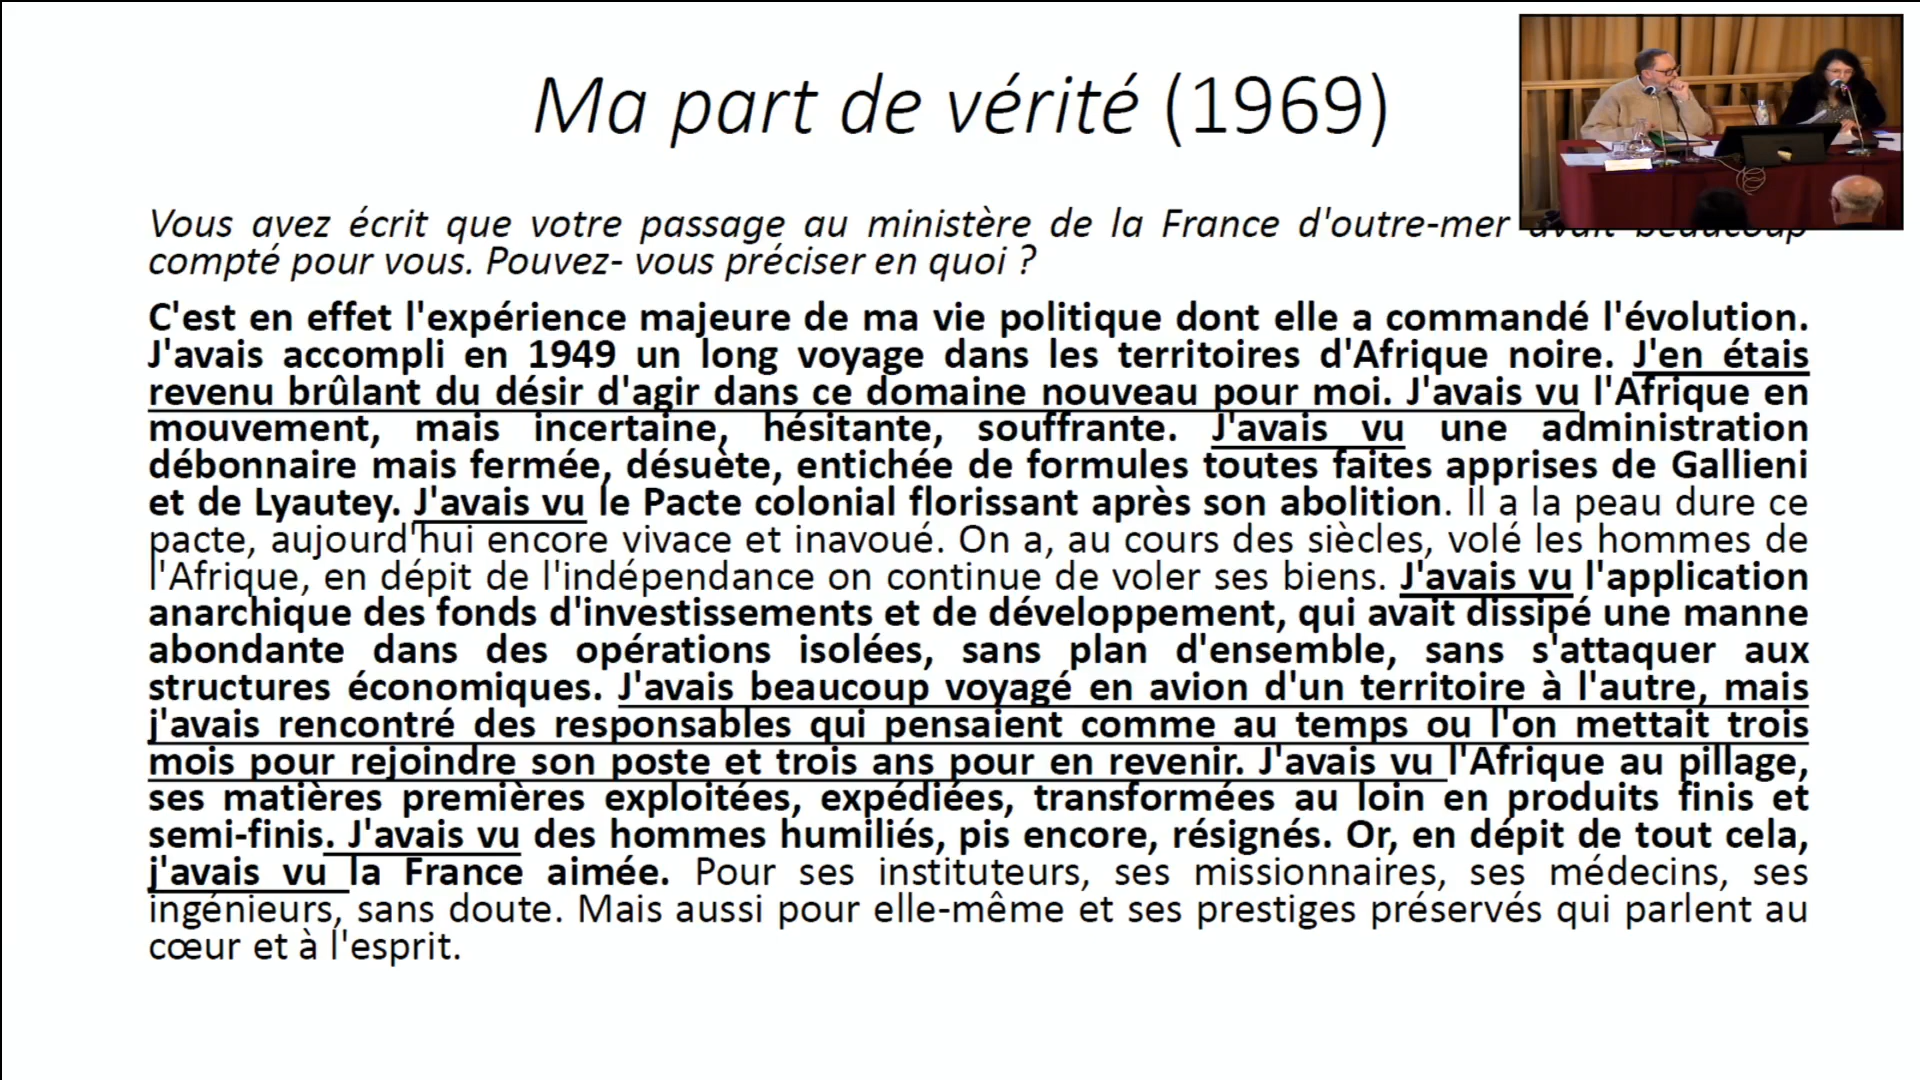 Ma part de vérité (1969)
Vous avez écrit que votre passage au ministère de la France d'outre-mer avait beaucoup
compté pour vous. Pouvez- vous préciser en quoi ?
C'est en effet l'expérience majeure de ma vie politique dont elle a commandé l'évolution.
J'avais accompli en 1949 un long voyage dans les territoires d'Afrique noire. J'en étais
revenu brûlant du désir d'agir dans ce domaine nouveau pour moi. J'avais vu l'Afrique en
mouvement, mais incertaine, hésitante, souffrante. J'avais vu une administration
débonnaire mais fermée, désuète, entichée de formules toutes faites apprises de Gallieni
et de Lyautey. J'avais vu le Pacte colonial florissant après son abolition. Il a la peau dure ce
pacte, aujourd'hui encore vivace et inavoué. On a, au cours des siècles, volé les hommes de
l'Afrique, en dépit de l'indépendance on continue de voler ses biens. J'avais vu l'application
anarchique des fonds d'investissements et de développement, qui avait dissipé une manne
abondante dans des opérations isolées, sans plan d'ensemble, sans s'attaquer aux
structures économiques. J'avais beaucoup voyagé en avion d'un territoire à l'autre, mais
j'avais rencontré des responsables qui pensaient comme au temps ou l'on mettait trois
mois pour rejoindre son poste et trois ans pour en revenir. J'avais vu l'Afrique au pillage,
ses matières premières exploitées, expédiées, transformées au loin en produits finis et
semi-finis. J'avais vu des hommes humiliés, pis encore, résignés. Or, en dépit de tout cela,
j'avais vu la France aimée. Pour ses instituteurs, ses missionnaires, ses médecins, ses
ingénieurs, sans doute. Mais aussi pour elle-même et ses prestiges préservés qui parlent au
cœur et à l'esprit.